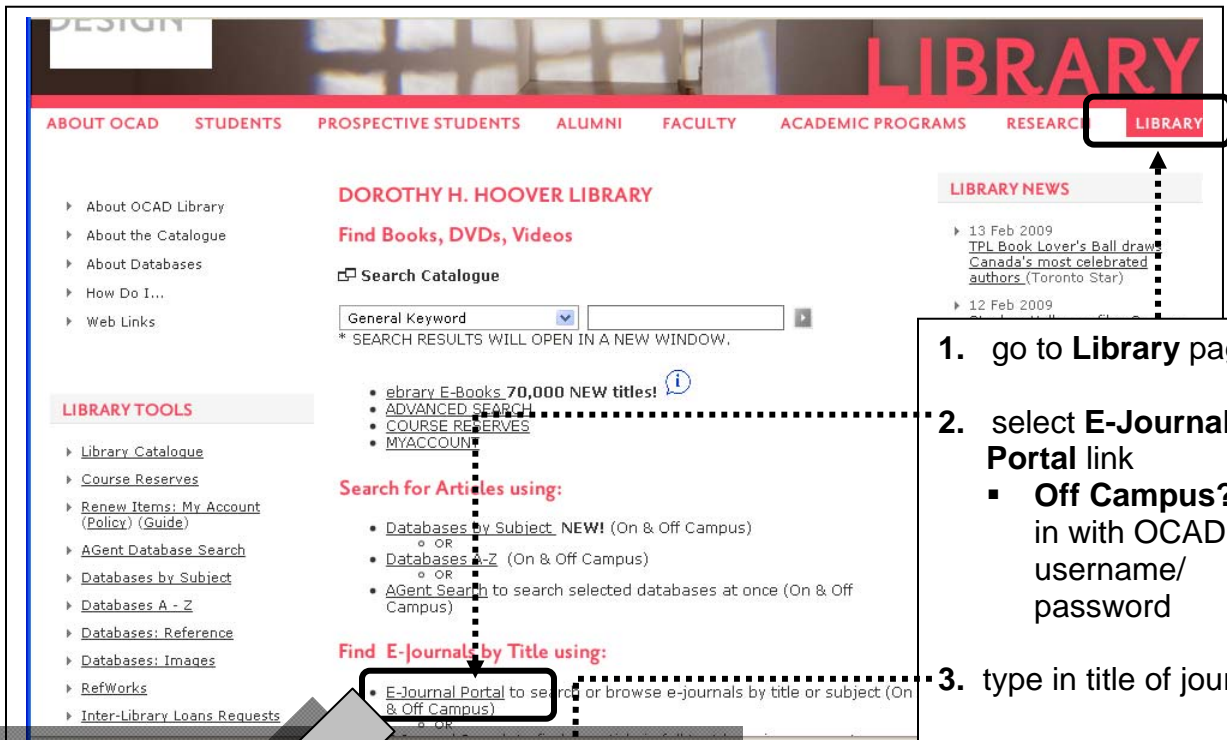 DESIGN
LIBRARY
ABOUT OCAD STUDENTS PROSPECTIVE STUDENTS ALUMNI FACULTY ACADEMIC PROGRAMS RESEARCH LIBRARY
About OCAD Library
About the Catalogue
About Databases
How Do I...
Web Links
LIBRARY TOOLS
Library Catalogue
Course Reserves
Renew Items: My Account
(Policy) (Guide)
AGent Database Search
Databases by Subject
Databases A - Z
Databases: Reference
Databases: Images
RefWorks
Inter-Library Loans Requests
DOROTHY H. HOOVER LIBRARY
Find Books, DVDs, Videos
Search Catalogue
General Keyword
* SEARCH RESULTS WILL OPEN IN A NEW WINDOW.
ebrary E-Books 70,000 NEW titles! i
ADVANCED SEARCH
COURSE RESERVES
MYACCOUNT
Search for Articles using:
Databases by Subject NEW! (On & Off Campus)
OR
Databases A-Z (On & Off Campus)
OR
AGent Search to search selected databases at once (On & Off
Campus)
Find E-Journals by Title using:
E-Journal Portal to search or browse e-journals by title or subject (On
& Off Campus)
OR
LIBRARY NEWS
13 Feb 2009
TPL Book Lover's Ball draws
Canada's most celebrated
authors (Toronto Star)
12 Feb 2009
1. go to Library pa
2. select E-Journal
Portal link
Off Campus?
in with OCAD
username/
password
3. type in title of jour